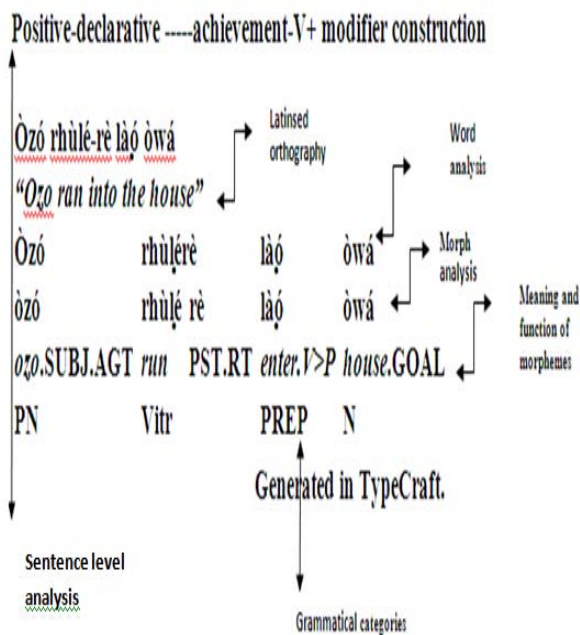 Positive-declarative -----achievement-V+ modifier construction
Òzó rhùlé-rè làọ́ òwá
Latinsed
orthography
Word
analysis
“Ozo ran into the house”
Òzó rhùlẹ́rè làọ́ òwá
Morph
analysis
òzó rhùlẹ́ rè làọ́ òwá
Meaning and
function of
morphemes
ozo.SUBJ.AGT run PST.RT enter.V>P house.GOAL
PN Vitr PREP N
Generated in TypeCraft.
Sentence level
analysis
Grammatical categories